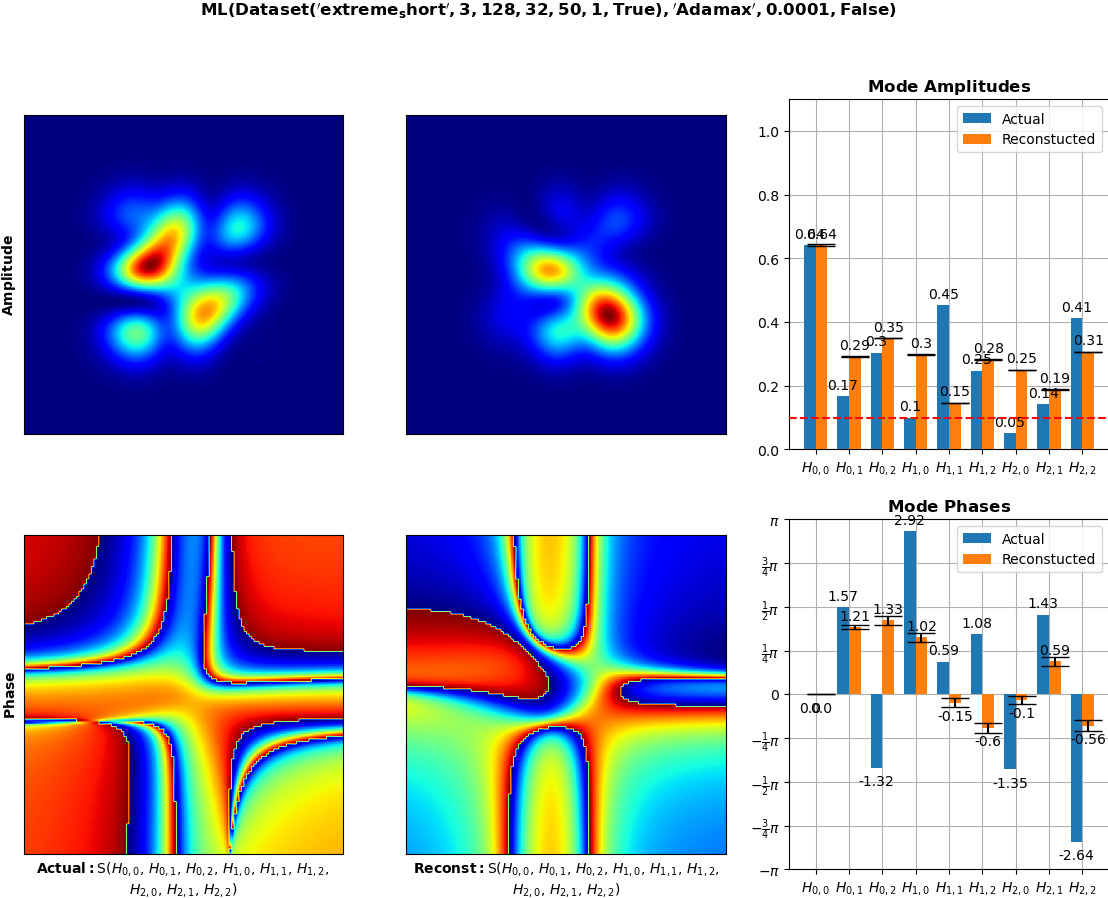 ML(Dataset('extreme_short', 3, 128, 32, 50, 1, True), 'Adamax', 0.0001, False)
Amplitude
Mode Amplitudes
Actual
Reconstucted
1.0
0.8
0.6
0.4
0.2
0.0
0.64 0.64
0.17 0.29
0.3 0.35
0.1 0.3
0.45 0.15
0.25 0.28
0.05 0.25
0.14 0.19
0.41 0.31
H0,0 H0,1 H0,2 H1,0 H1,1 H1,2 H2,0 H2,1 H2,2
Phase
Mode Phases
Actual
Reconstucted
π
3/4π
1/2π
1/4π
0
−1/4π
−1/2π
−3/4π
−π
0.0 0.0
1.57 1.21
-1.32 1.33
2.92 1.02
0.59 -0.15
1.08 -0.6
-1.35 -0.1
1.43 0.59
-2.64 -0.56
H0,0 H0,1 H0,2 H1,0 H1,1 H1,2 H2,0 H2,1 H2,2
Actual: S(H0,0, H0,1, H0,2, H1,0, H1,1, H1,2,
H2,0, H2,1, H2,2)
Reconst: S(H0,0, H0,1, H0,2, H1,0, H1,1, H1,2,
H2,0, H2,1, H2,2)